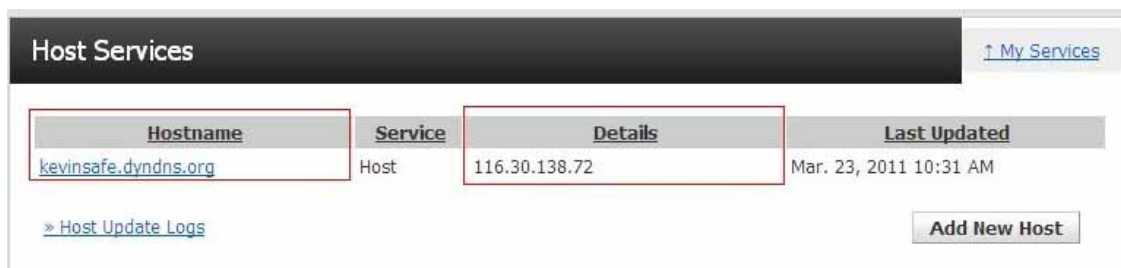 Host Services
↑ My Services
Hostname Service Details Last Updated
kevinsafe.dyndns.org Host 116.30.138.72 Mar. 23, 2011 10:31 AM
» Host Update Logs
Add New Host